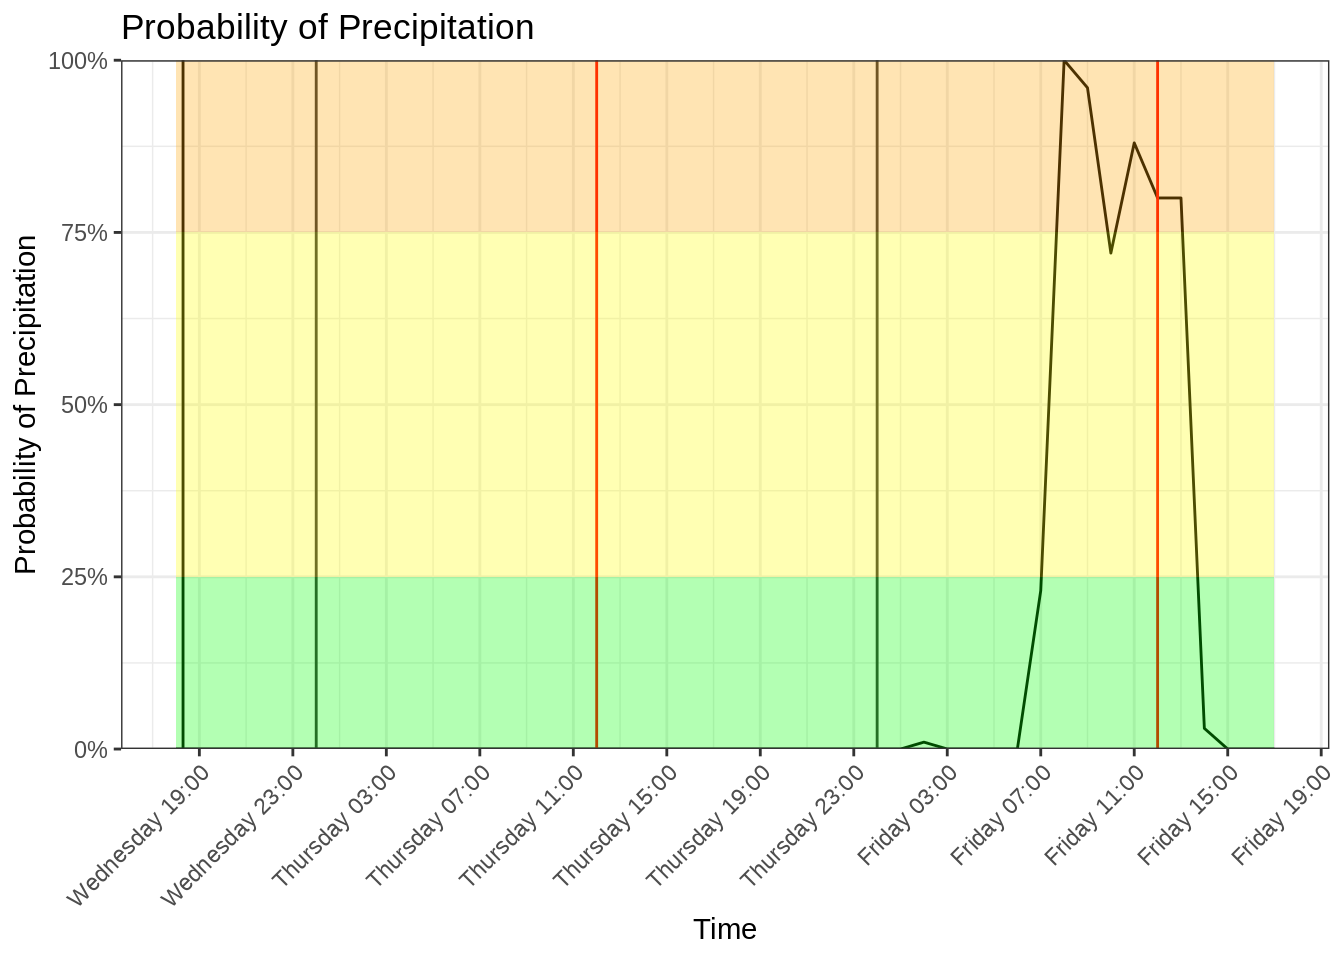 Probability of Precipitation
Probability of Precipitation
100%
75%
50%
25%
0%
Wednesday 19:00
Wednesday 23:00
Thursday 03:00
Thursday 07:00
Thursday 11:00
Thursday 15:00
Thursday 19:00
Thursday 23:00
Friday 03:00
Friday 07:00
Friday 11:00
Friday 15:00
Friday 19:00
Time